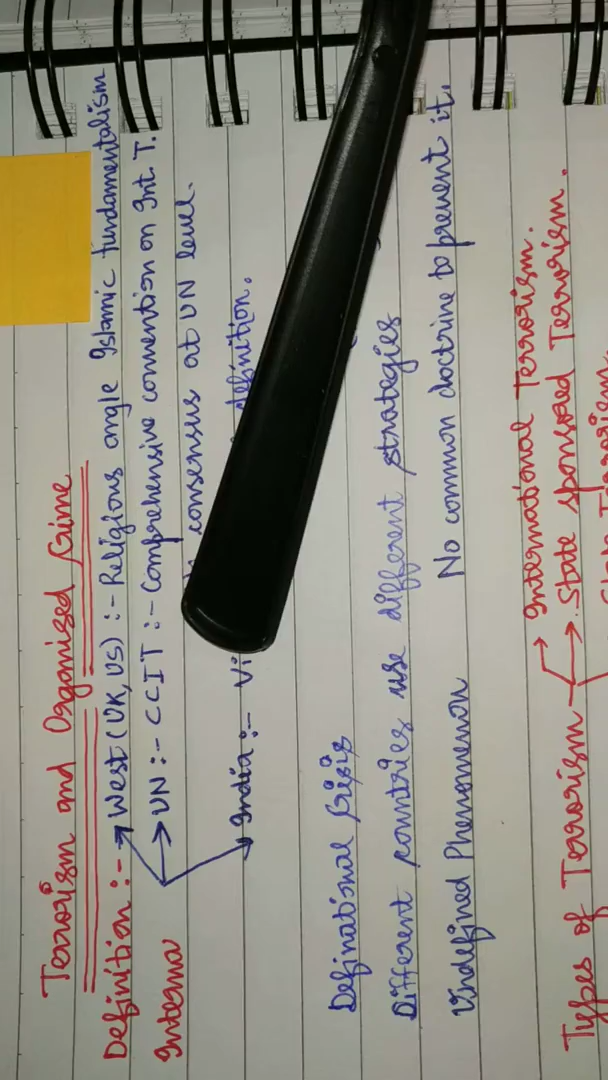 Terrorism and Organised Crime
Definition :- West (UK, US) :- Religious angle Islamic fundamentalism
Interna UN :- CCIT :- Comprehensive convention on Int. T.
consensus at UN level.
India :- Vi definition.
Definational Crisis
Different countries use different strategies
Undefined Phenomenon No common doctrine to prevent it.
International Terrorism.
Types of Terrorism State sponsored Terrorism.